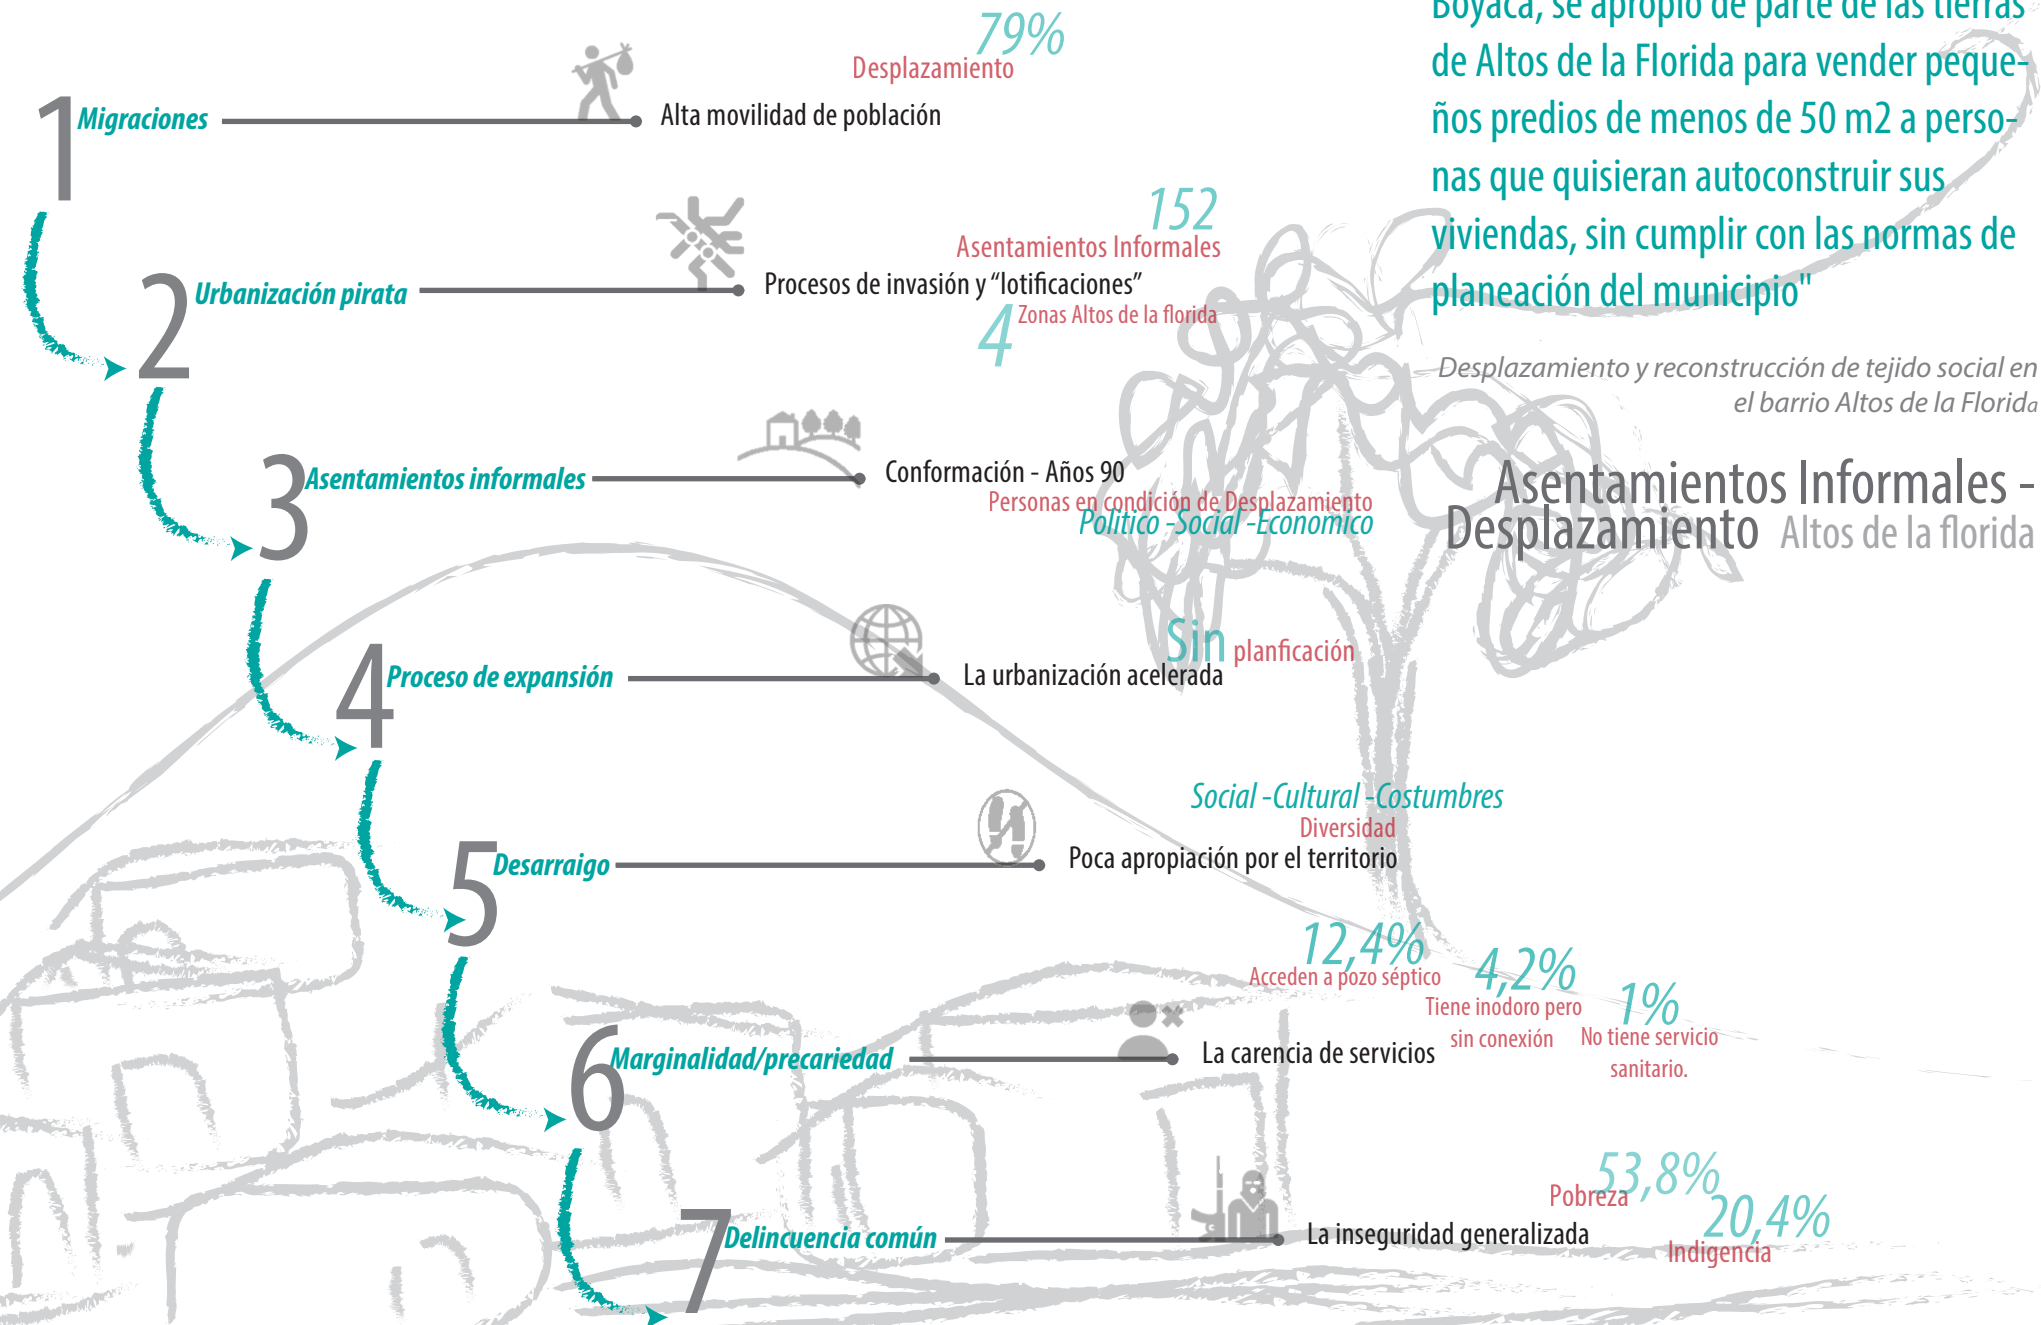 79%
Desplazamiento
1 Migraciones
Alta movilidad de población
152
Asentamientos Informales
2 Urbanización pirata
Procesos de invasión y “lotificaciones”
4 Zonas Altos de la florida
3 Asentamientos informales
Conformación - Años 90
Personas en condición de Desplazamiento
Politico -Social -Economico
Sin planficación
4 Proceso de expansión
La urbanización acelerada
Social -Cultural -Costumbres
Diversidad
5 Desarraigo
Poca apropiación por el territorio
12,4%
Acceden a pozo séptico
4,2%
Tiene inodoro pero
sin conexión
1%
No tiene servicio
sanitario.
6 Marginalidad/precariedad
La carencia de servicios
53,8%
Pobreza
20,4%
Indigencia
7 Delincuencia común
La inseguridad generalizada
Boyacá, se apropió de parte de las tierras
de Altos de la Florida para vender peque-
ños predios de menos de 50 m2 a perso-
nas que quisieran autoconstruir sus
viviendas, sin cumplir con las normas de
planeación del municipio"
Desplazamiento y reconstrucción de tejido social en
el barrio Altos de la Florida
Asentamientos Informales -
Desplazamiento Altos de la florida